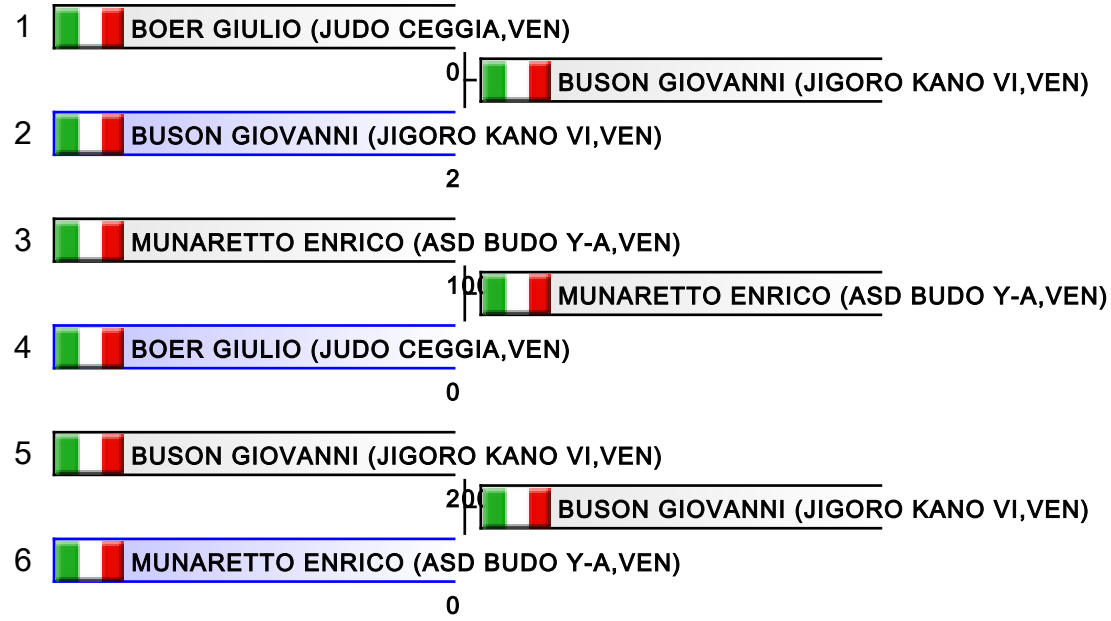 1 BOER GIULIO (JUDO CEGGIA,VEN)
0
BUSON GIOVANNI (JIGORO KANO VI,VEN)
2 BUSON GIOVANNI (JIGORO KANO VI,VEN)
2
3 MUNARETTO ENRICO (ASD BUDO Y-A,VEN)
100
MUNARETTO ENRICO (ASD BUDO Y-A,VEN)
4 BOER GIULIO (JUDO CEGGIA,VEN)
0
5 BUSON GIOVANNI (JIGORO KANO VI,VEN)
200
BUSON GIOVANNI (JIGORO KANO VI,VEN)
6 MUNARETTO ENRICO (ASD BUDO Y-A,VEN)
0